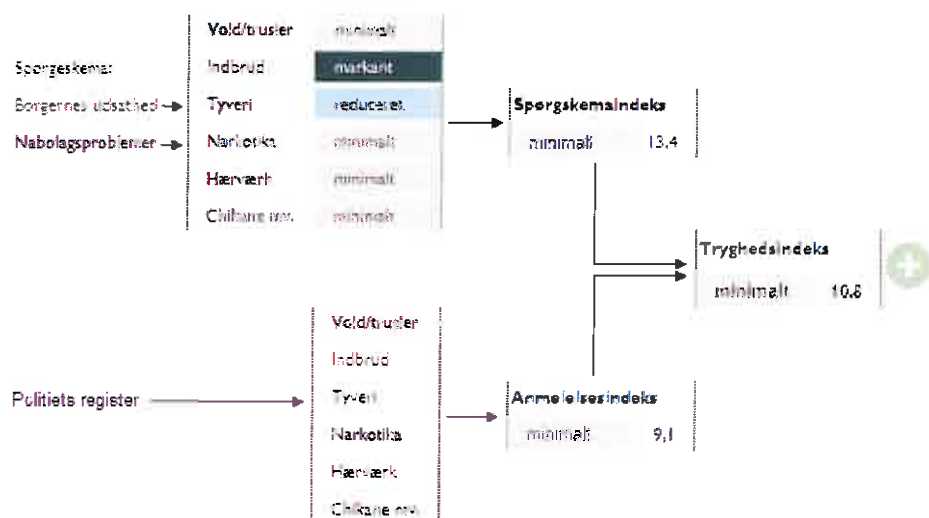 Vold/trusler minimalt
Spørgeskema: Indbrud markant
Borgernes udsathed Tyveri reduceret
Nabolagsproblemer Narkotika minimalt
Hærværk minimalt
Chikane mv. minimalt
Spørgskemaindeks
minimalt 13,4
Tryghedsindeks
minimalt 10,8
Politiets register
Vold/trusler
Indbrud
Tyveri
Narkotika
Hærværk
Chikane mv.
Anmeldelsesindeks
minimalt 9,1